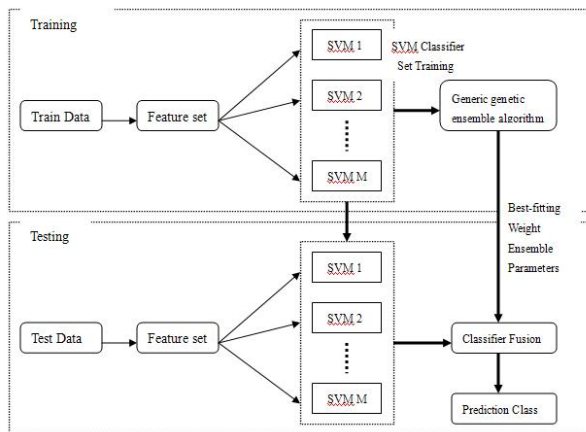 Training
SVM 1
SVM Classifier
Set Training
SVM 2
Generic genetic
ensemble algorithm
Train Data
Feature set
SVM M
Best-fitting
Weight
Ensemble
Parameters
Testing
SVM 1
SVM 2
Test Data
Feature set
Classifier Fusion
SVM M
Prediction Class